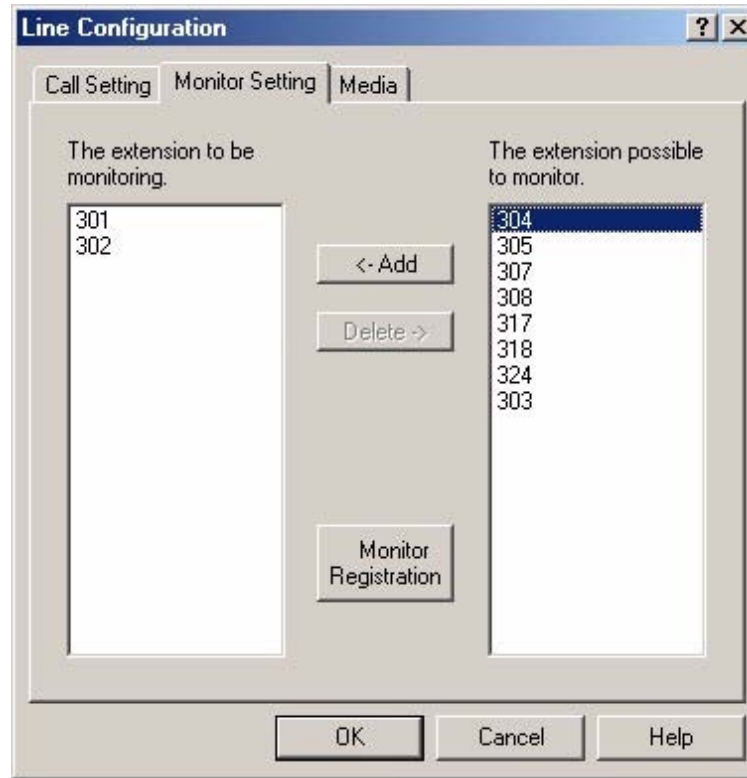 Line Configuration
? X
Call Setting
Monitor Setting
Media
The extension to be
monitoring.
301
302
<- Add
Delete ->
Monitor
Registration
The extension possible
to monitor.
304
305
307
308
317
318
324
303
OK
Cancel
Help